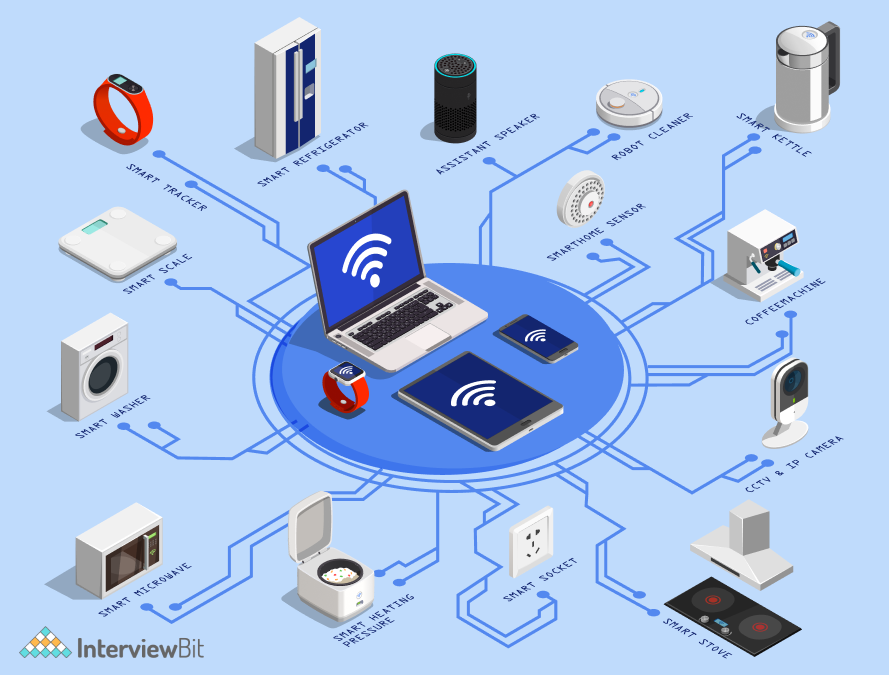 SMART TRACKER
SMART REFRIGERATOR
ASSISTANT SPEAKER
ROBOT CLEANER
SMART KETTLE
SMART SCALE
SMARTHOME SENSOR
COFFEEMACHINE
SMART WASHER
CCTV & IP CAMERA
SMART MICROWAVE
SMART HEATING
PRESSURE
SMART SOCKET
SMART STOVE
InterviewBit